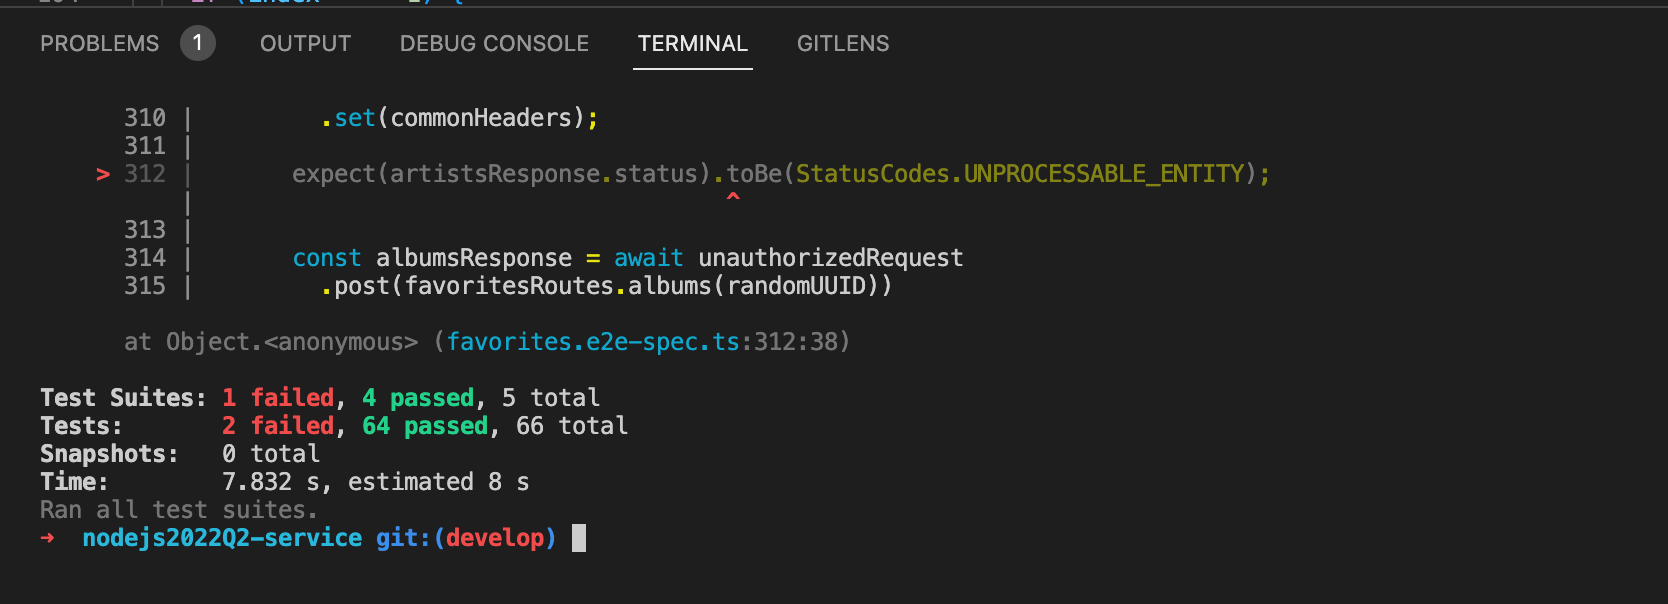 PROBLEMS 1 OUTPUT DEBUG CONSOLE TERMINAL GITLENS
310 | .set(commonHeaders);
311 |
> 312 | expect(artistsResponse.status).toBe(StatusCodes.UNPROCESSABLE_ENTITY);
| ^
313 |
314 | const albumsResponse = await unauthorizedRequest
315 | .post(favoritesRoutes.albums(randomUUID))
at Object.<anonymous> (favorites.e2e-spec.ts:312:38)
Test Suites: 1 failed, 4 passed, 5 total
Tests: 2 failed, 64 passed, 66 total
Snapshots: 0 total
Time: 7.832 s, estimated 8 s
Ran all test suites.
➜ nodejs2022Q2-service git:(develop)